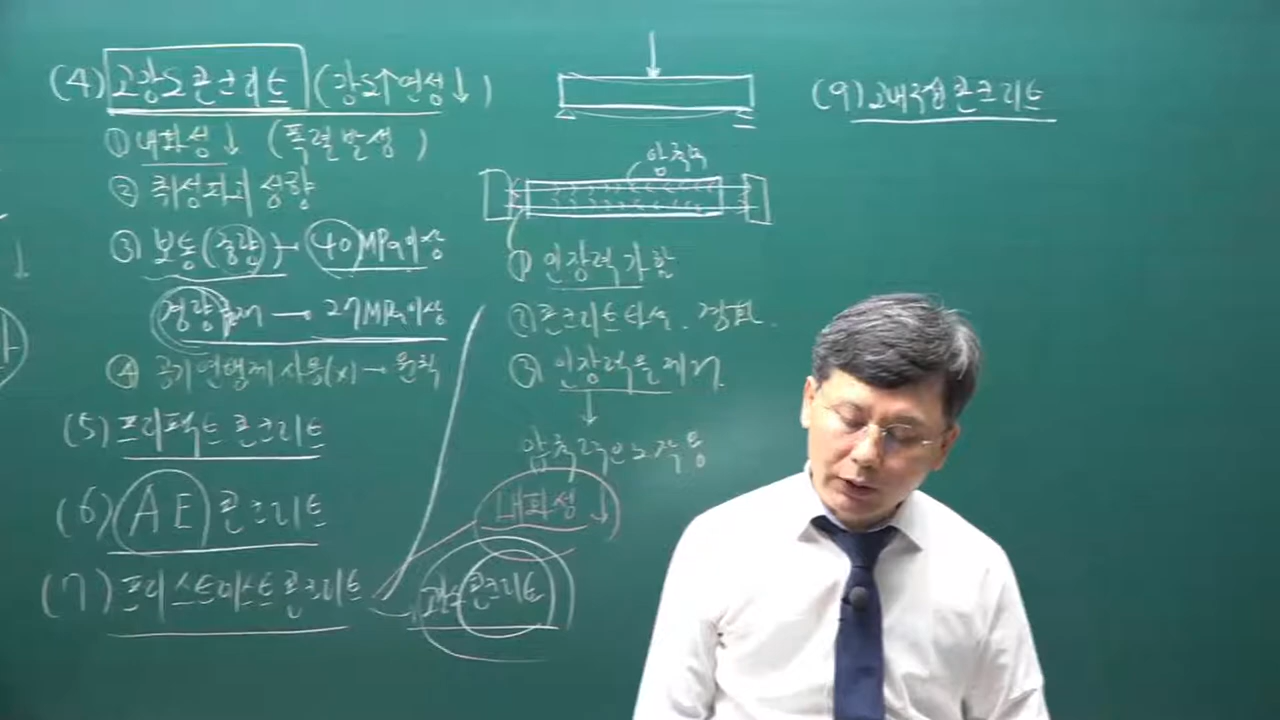 (4) 고강도콘크리트 (강도↑연성↓)
① 내화성↓ (폭렬발생)
② 취성파괴 성향
③ 보통(중량) → 40MPa이상
경량골재 → 27MPa이상
④ 공기연행제 사용(x) → 원칙
(5) 프리팩트 콘크리트
(6) AE 콘크리트
(7) 프리스트레스트콘크리트
압축력
① 인장력 가함
② 콘크리트타설. 경화.
③ 인장력을 제거.
↓
압축력으로 작용
내화성↓
콘크리트
(9) 고내구성콘크리트